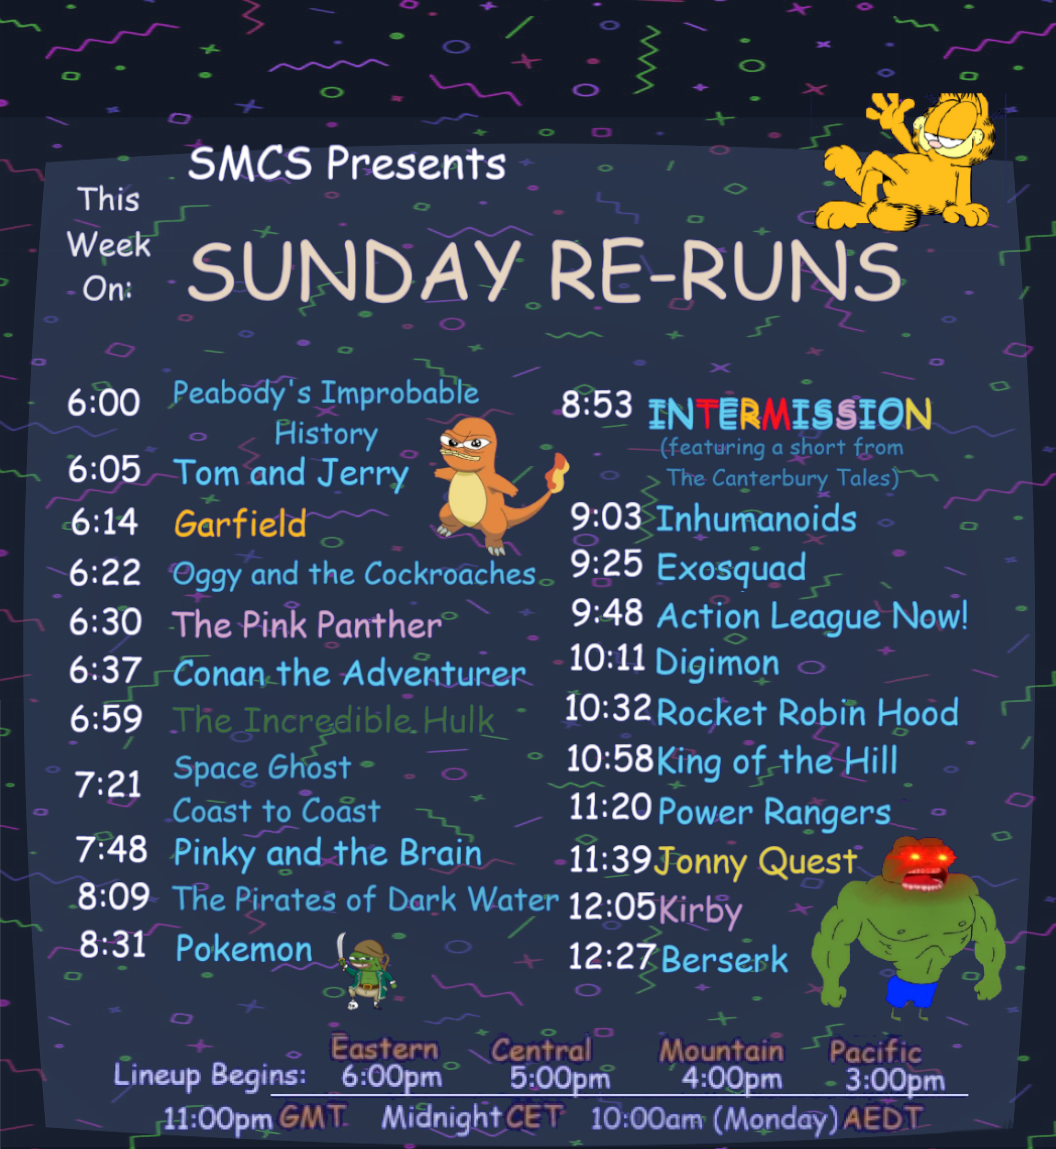 SMCS Presents
This
Week
On:
SUNDAY RE-RUNS
6:00 Peabody's Improbable
History
6:05 Tom and Jerry
6:14 Garfield
6:22 Oggy and the Cockroaches
6:30 The Pink Panther
6:37 Conan the Adventurer
6:59 The Incredible Hulk
7:21 Space Ghost
Coast to Coast
7:48 Pinky and the Brain
8:09 The Pirates of Dark Water
8:31 Pokemon
8:53 INTERMISSION
(featuring a short from
The Canterbury Tales)
9:03 Inhumanoids
9:25 Exosquad
9:48 Action League Now!
10:11 Digimon
10:32 Rocket Robin Hood
10:58 King of the Hill
11:20 Power Rangers
11:39 Jonny Quest
12:05 Kirby
12:27 Berserk
Eastern Central Mountain Pacific
Lineup Begins: 6:00pm 5:00pm 4:00pm 3:00pm
11:00pm GMT Midnight CET 10:00am (Monday) AEDT